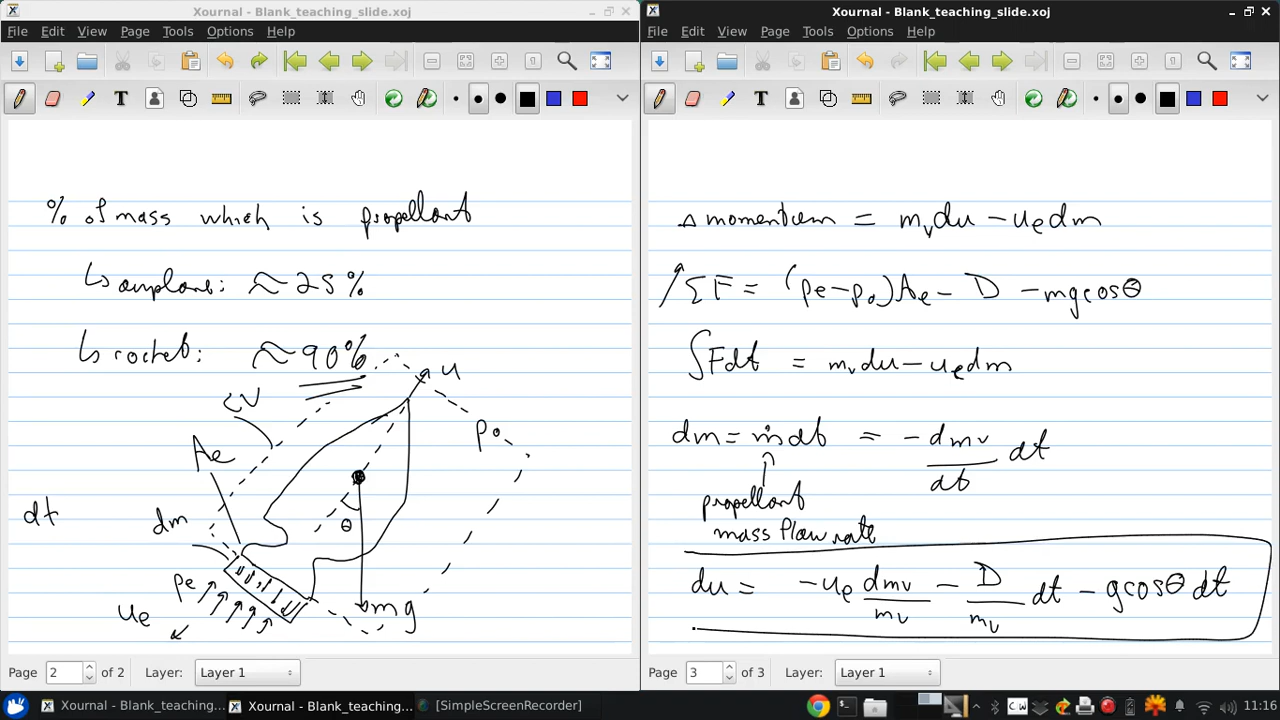 Xournal - Blank_teaching_slide.xoj
File Edit View Page Tools Options Help
% of mass which is propellant
↳ airplane: ≈ 25%
↳ rocket: ≈ 90%
u
CV
Ae
po
dt
dm
θ
pe
ue
mg
Page 2 of 2 Layer: Layer 1
Xournal - Blank_teaching_slide.xoj
File Edit View Page Tools Options Help
Δ momentum = mv du - ue dm
↗ ΣF = (pe - po)Ae - D - mg cosθ
∫Fdt = mv du - ue dm
dm = ṁ dt = - dmv/dt dt
propellant
mass flow rate
du = -ue dmv/mv - D/mv dt - g cosθ dt
Page 3 of 3 Layer: Layer 1
Xournal - Blank_teaching... Xournal - Blank_teaching... [SimpleScreenRecorder] 11:16